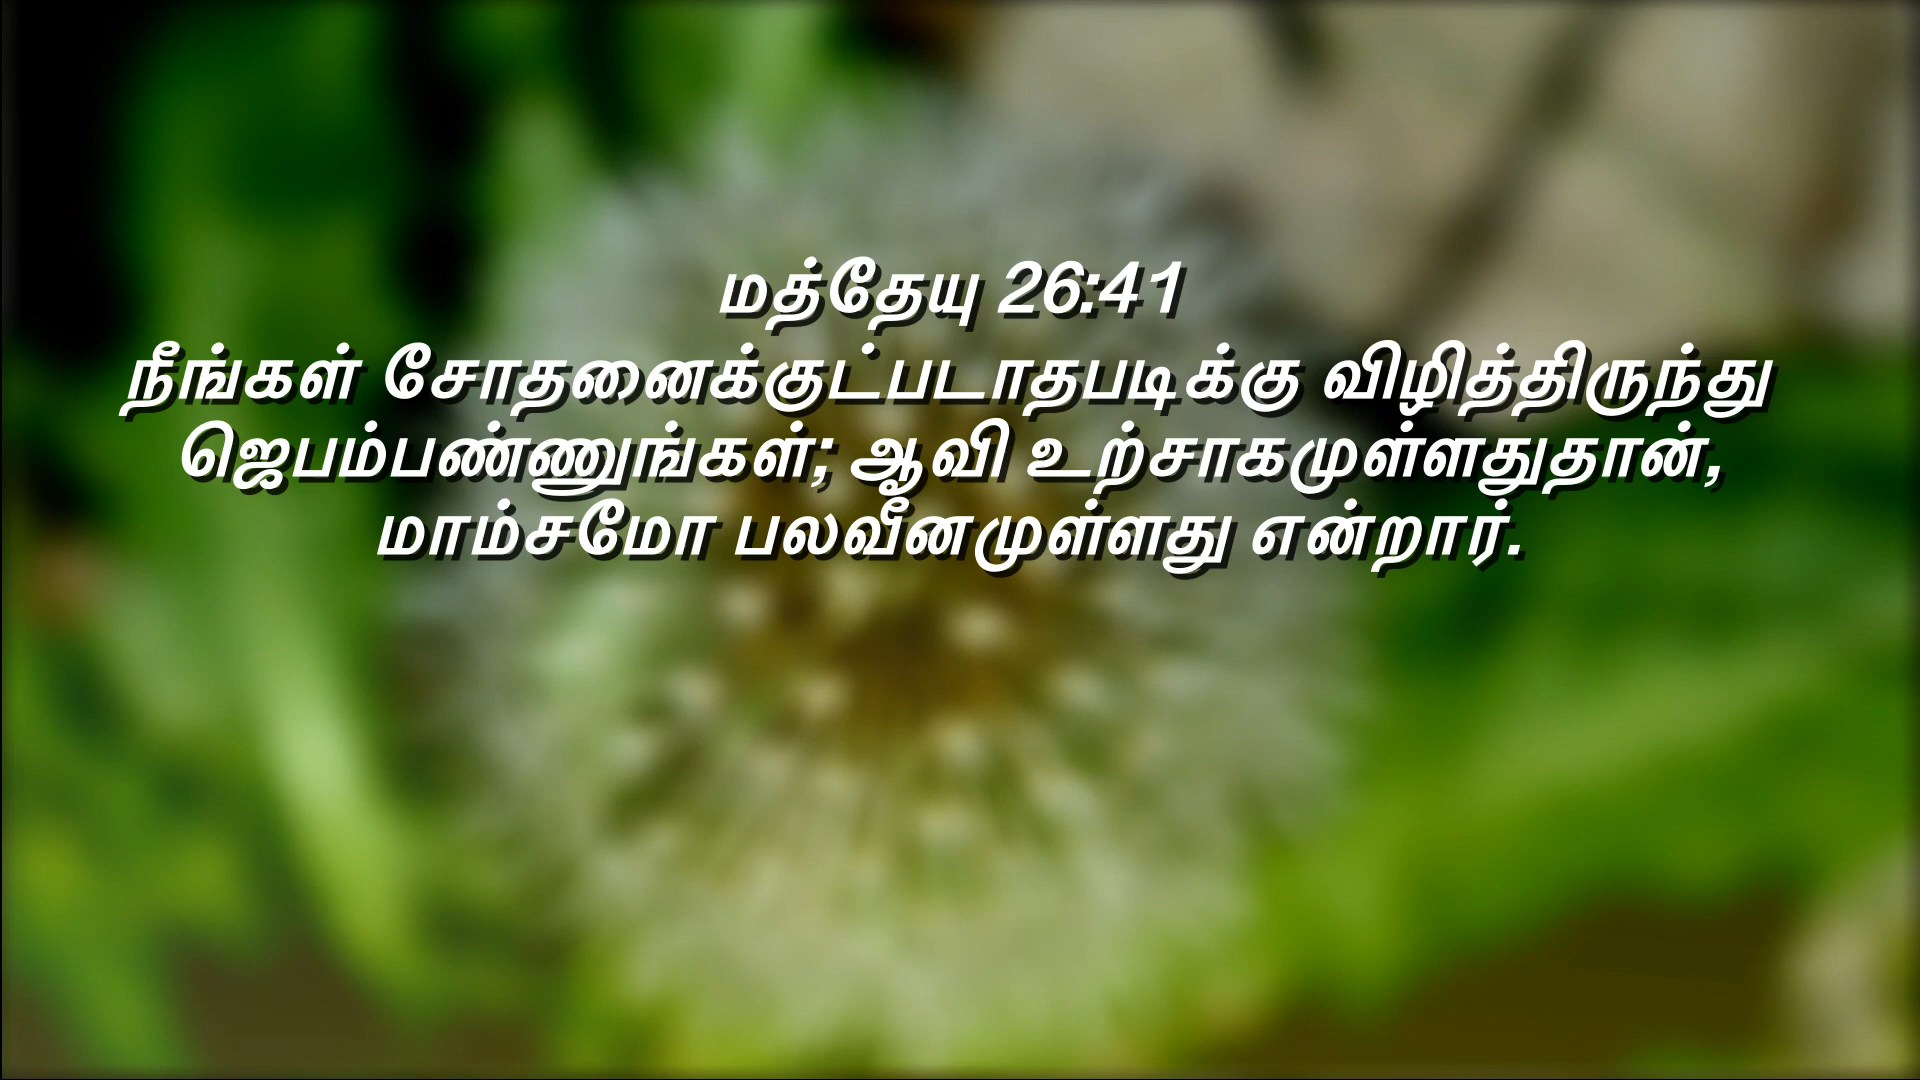 மத்தேயு 26:41
நீங்கள் சோதனைக்குட்படாதபடிக்கு விழித்திருந்து
ஜெபம்பண்ணுங்கள்; ஆவி உற்சாகமுள்ளதுதான்,
மாம்சமோ பலவீனமுள்ளது என்றார்.